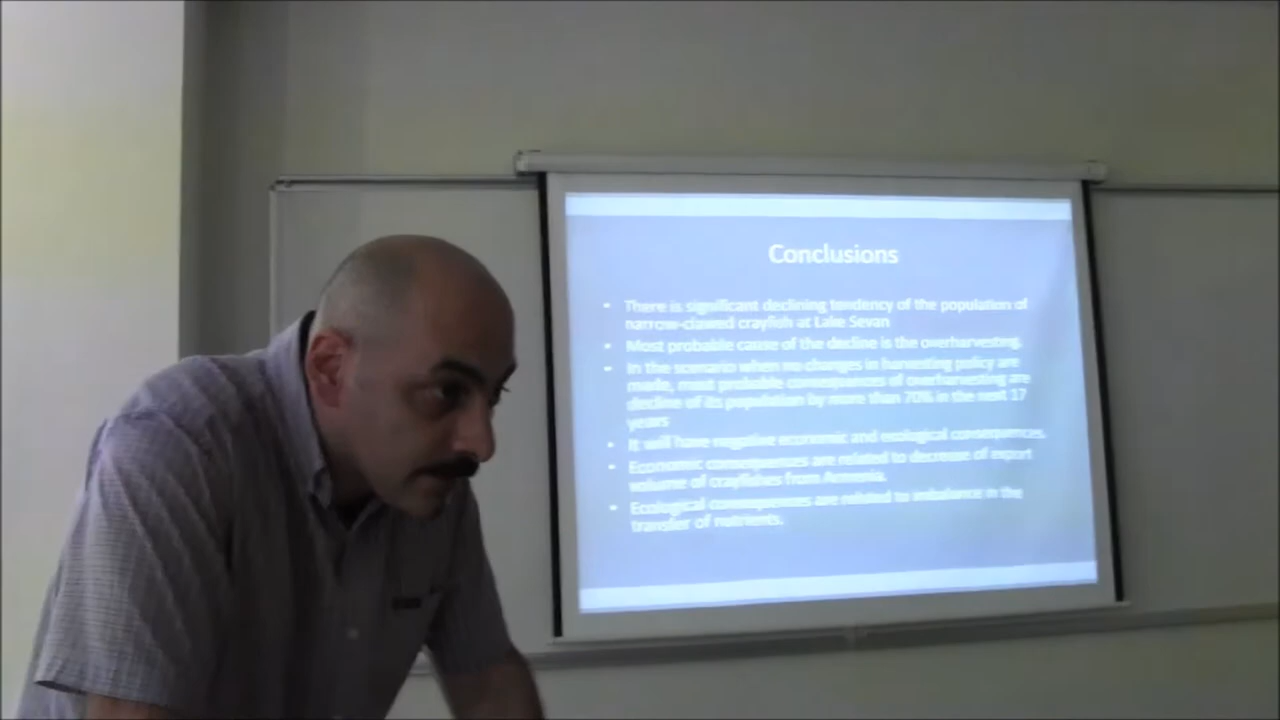 Conclusions
• There is significant declining tendency of the population of
narrow-clawed crayfish at Lake Sevan
• Most probable cause of the decline is the overharvesting.
• In the scenario when no changes in harvesting policy are
made, most probable consequences of overharvesting are
decline of its population by more than 70% in the next 17
years
• It will have negative economic and ecological consequences.
• Economic consequences are related to decrease of export
volume of crayfishes from Armenia.
• Ecological consequences are related to imbalance in the
transfer of nutrients.